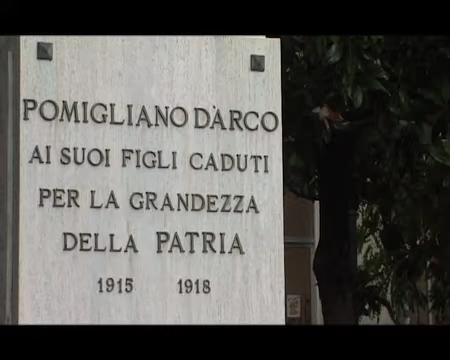 POMIGLIANO D'ARCO
AI SUOI FIGLI CADUTI
PER LA GRANDEZZA
DELLA PATRIA
1915 1918